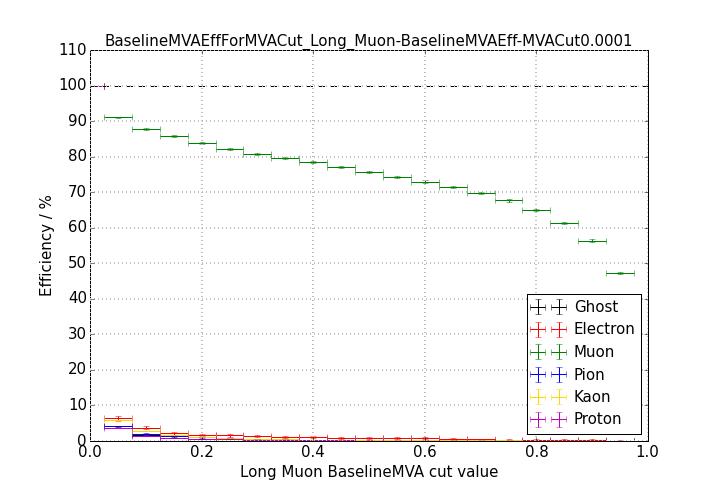 BaselineMVAEffForMVACut_Long_Muon-BaselineMVAEff-MVACut0.0001
110
100
90
80
70
60
50
40
30
20
10
0
Efficiency / %
Ghost
Electron
Muon
Pion
Kaon
Proton
0.0 0.2 0.4 0.6 0.8 1.0
Long Muon BaselineMVA cut value